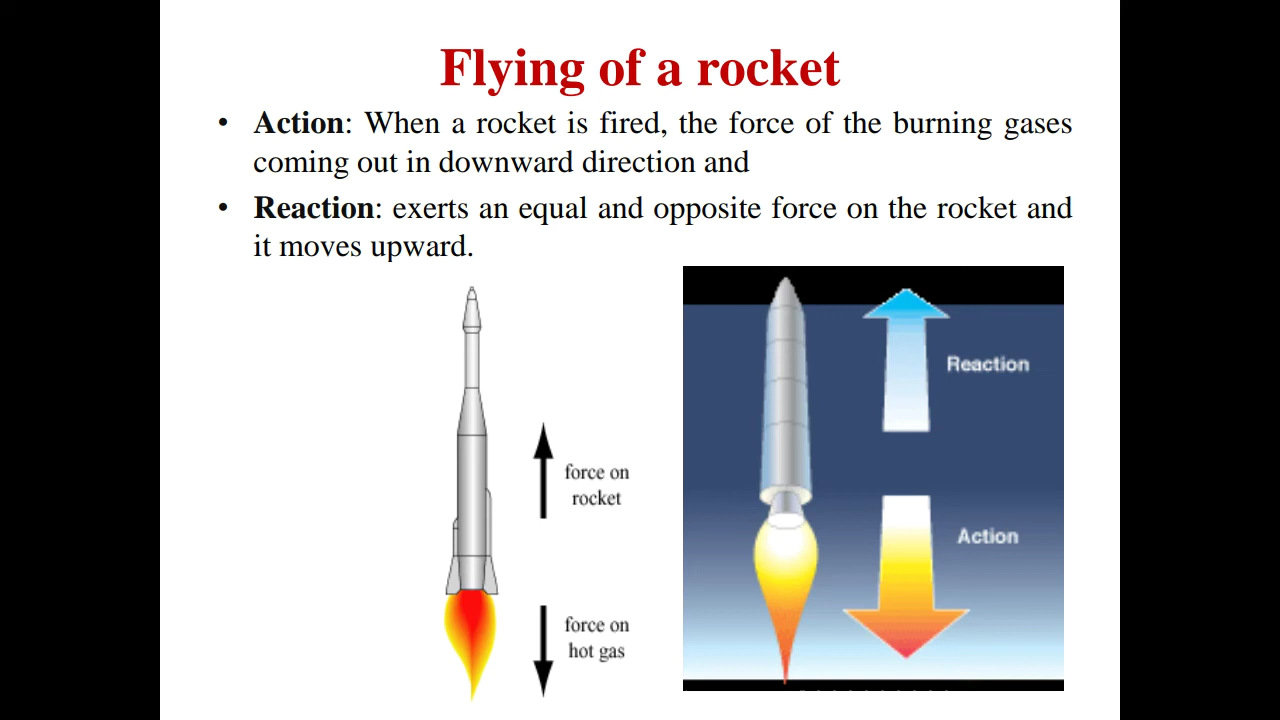 Flying of a rocket
• Action: When a rocket is fired, the force of the burning gases
coming out in downward direction and
• Reaction: exerts an equal and opposite force on the rocket and
it moves upward.
force on
rocket
force on
hot gas
Reaction
Action